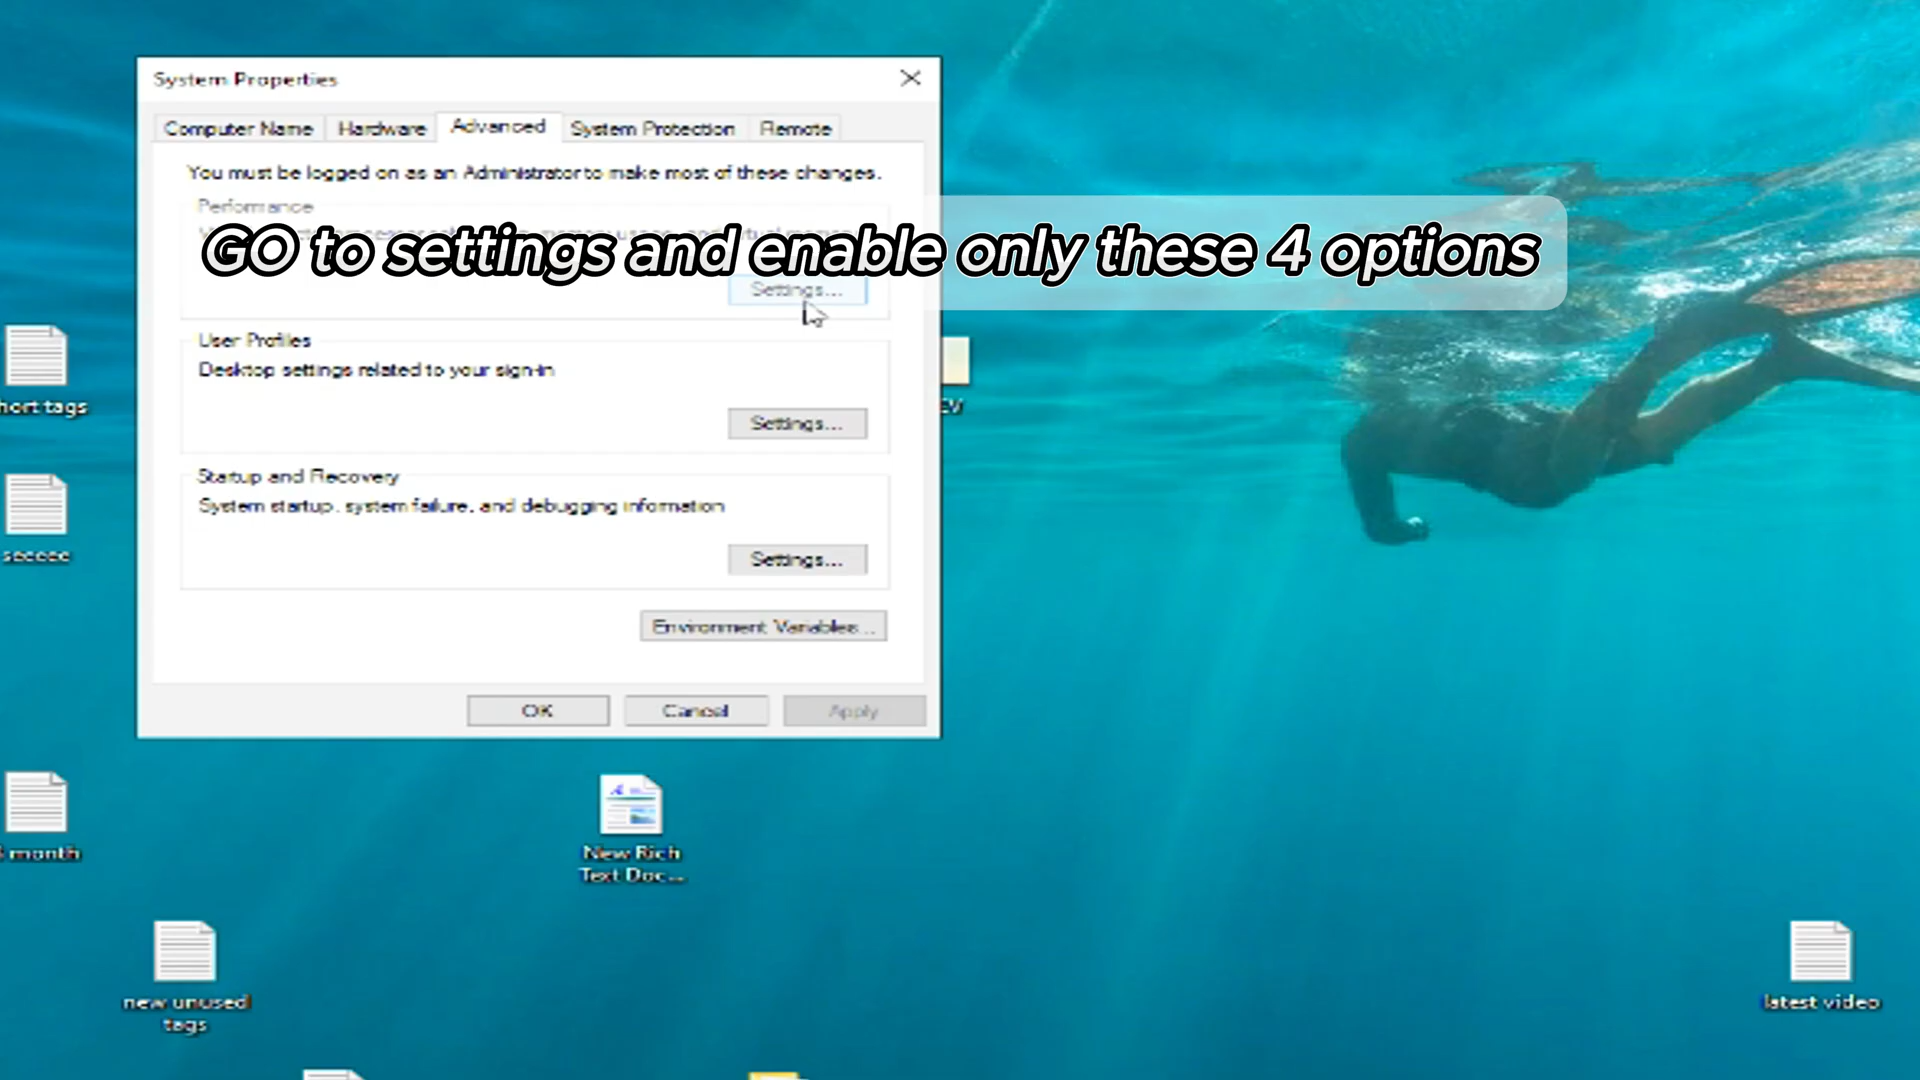 System Properties
Computer Name Hardware Advanced System Protection Remote
You must be logged on as an Administrator to make most of these changes.
Performance
GO to settings and enable only these 4 options
Settings...
User Profiles
Desktop settings related to your sign-in
Settings...
Startup and Recovery
System startup, system failure, and debugging information
Settings...
Environment Variables...
OK Cancel Apply
hort tags
seeeee
month
New Rich
Text Doc...
new unused
tags
latest video